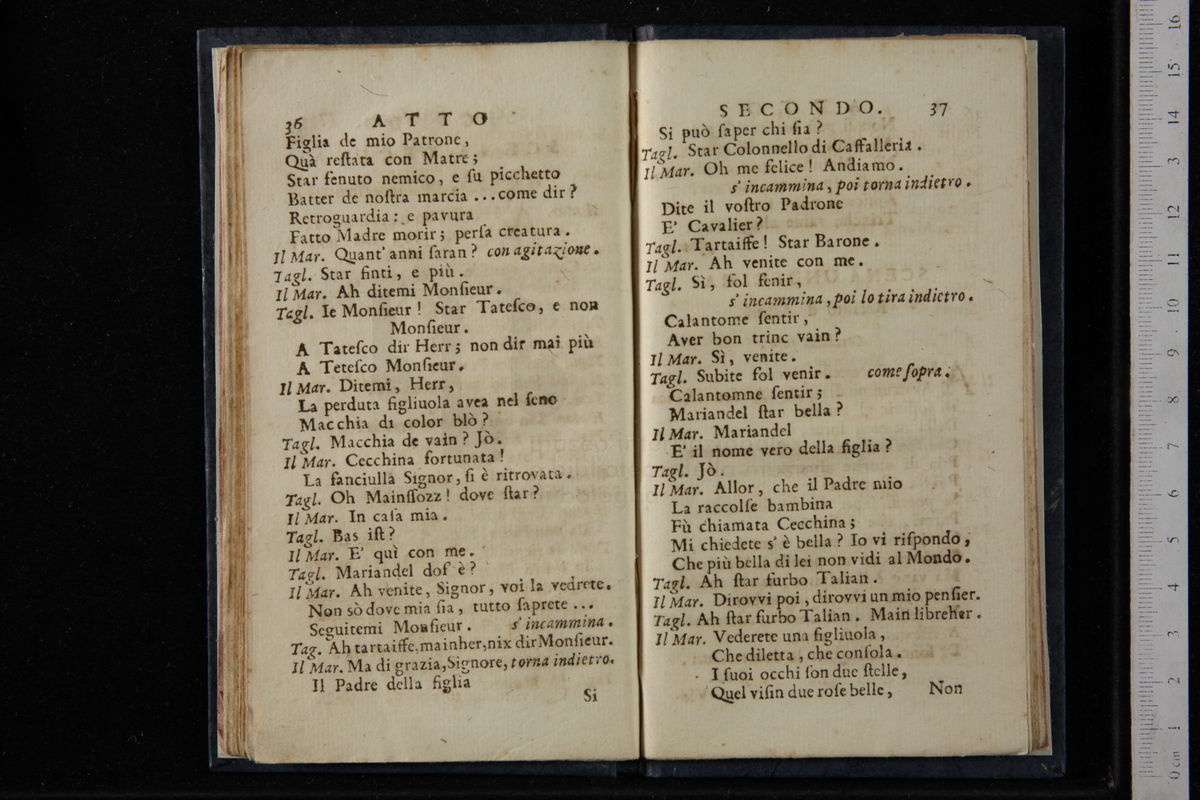 36 ATTO
Figlia de mio Patrone,
Quà reſtata con Matre;
Star fenuto nemico, e ſu picchetto
Batter de noſtra marcia ... come dir?
Retroguardia: e pavura
Fatto Madre morir; perſa creatura.
Il Mar. Quant' anni ſaran? con agitazione.
Tagl. Star finti, e più.
Il Mar. Ah ditemi Monſieur.
Tagl. Ie Monſieur! Star Tateſco, e non
Monſieur.
A Tateſco dir Herr; non dir mai più
A Teteſco Monſieur.
Il Mar. Ditemi, Herr,
La perduta figliuola avea nel ſeno
Macchia di color blò?
Tagl. Macchia de vain? Jò.
Il Mar. Cecchina fortunata!
La fanciulla Signor, ſi è ritrovata.
Tagl. Oh Mainſſozz! dove ſtar?
Il Mar. In caſa mia.
Tagl. Bas iſt?
Il Mar. E' quì con me.
Tagl. Mariandel dof è?
Il Mar. Ah venite, Signor, voi la vedrete.
Non sò dove mia ſia, tutto ſaprete ...
Seguitemi Monſieur. s' incammina.
Tag. Ah tartaiffe, mainher, nix dir Monſieur.
Il Mar. Ma di grazia, Signore, torna indietro.
Il Padre della figlia
Si
SECONDO. 37
Si può ſaper chi ſia?
Tagl. Star Colonnello di Caffalleria.
Il Mar. Oh me felice! Andiamo.
s' incammina, poi torna indietro.
Dite il voſtro Padrone
E' Cavalier?
Tagl. Tartaiffe! Star Barone.
Il Mar. Ah venite con me.
Tagl. Sì, fol fenir,
s' incammina, poi lo tira indietro.
Calantome ſentir,
Aver bon trinc vain?
Il Mar. Sì, venite.
Tagl. Subite fol venir. come ſopra.
Calantomne ſentir;
Mariandel ſtar bella?
Il Mar. Mariandel
E' il nome vero della figlia?
Tagl. Jò.
Il Mar. Allor, che il Padre mio
La raccolſe bambina
Fù chiamata Cecchina;
Mi chiedete s' è bella? Io vi riſpondo,
Che più bella di lei non vidi al Mondo.
Tagl. Ah ſtar furbo Talian.
Il Mar. Dirovvi poi, dirovvi un mio penſier.
Tagl. Ah ſtar furbo Talian. Main libreher.
Il Mar. Vederete una figliuola,
Che diletta, che conſola.
I ſuoi occhi ſon due ſtelle,
Quel viſin due roſe belle,
Non